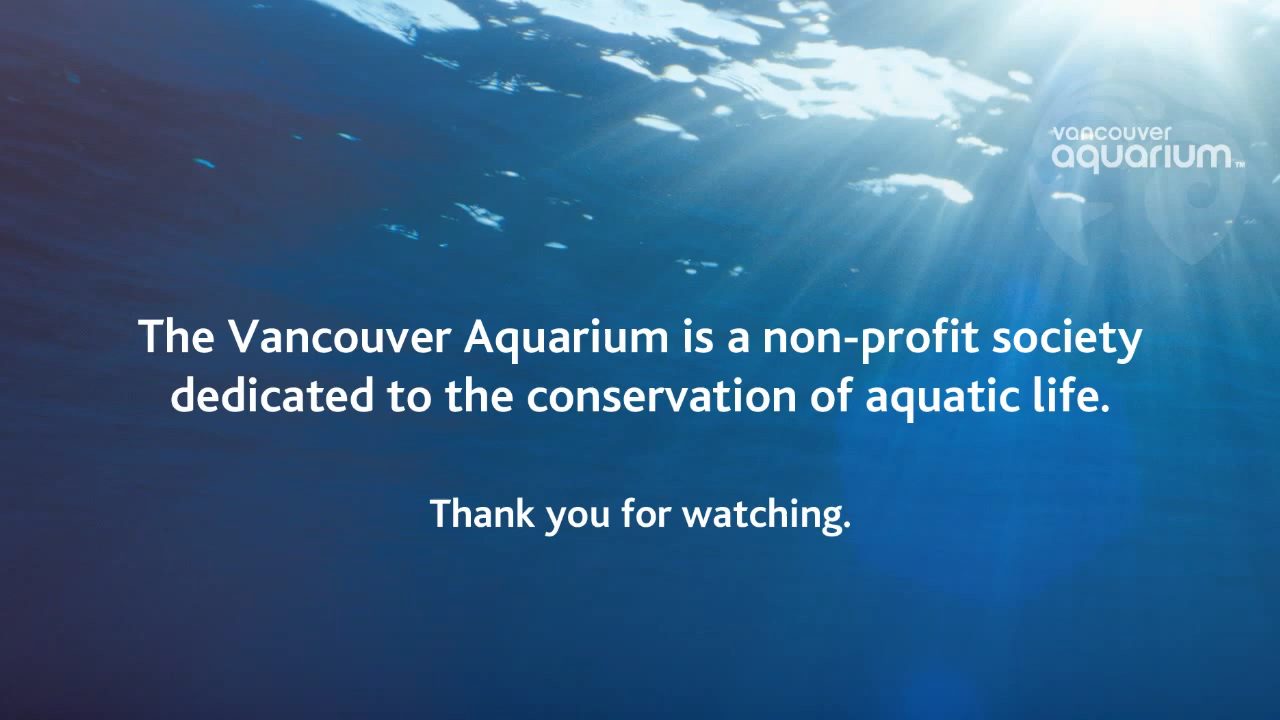 vancouver
aquarium™
The Vancouver Aquarium is a non-profit society
dedicated to the conservation of aquatic life.
Thank you for watching.